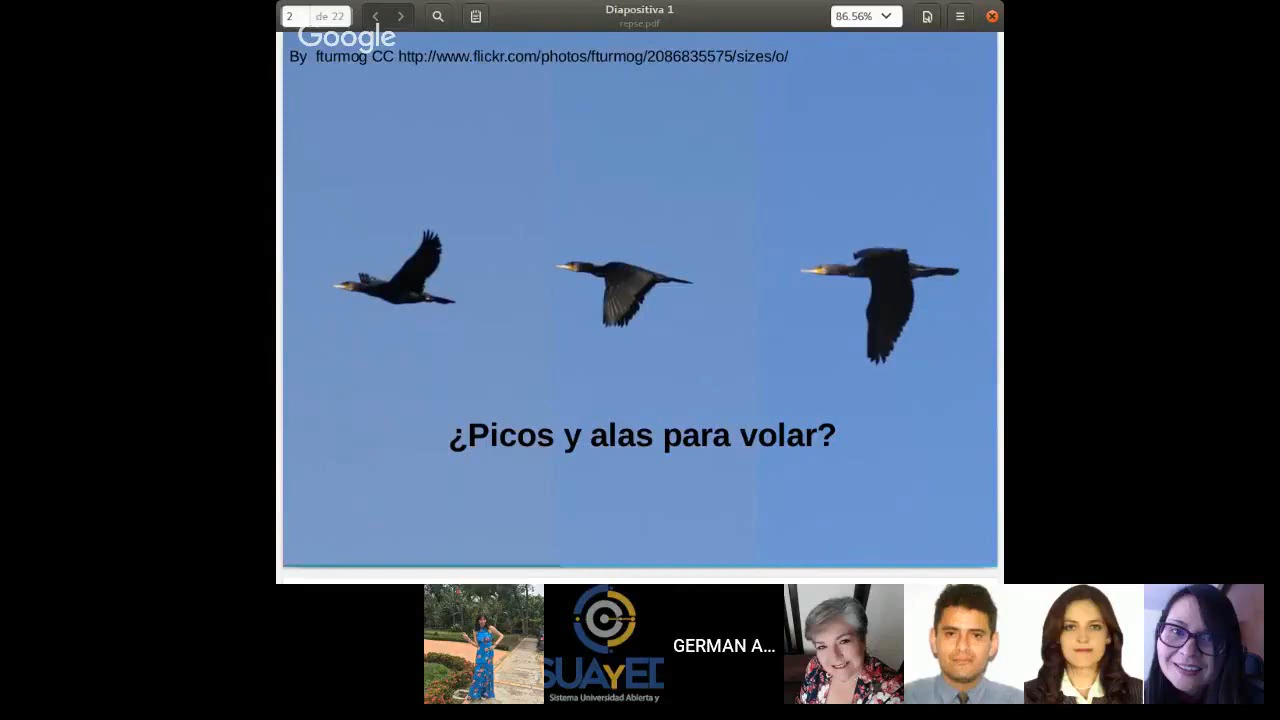 2 de 22
Diapositiva 1
repse.pdf
86.56%
Google
By fturmog CC http://www.flickr.com/photos/fturmog/2086835575/sizes/o/
¿Picos y alas para volar?
SUAyED
Sistema Universidad Abierta y
GERMAN A...